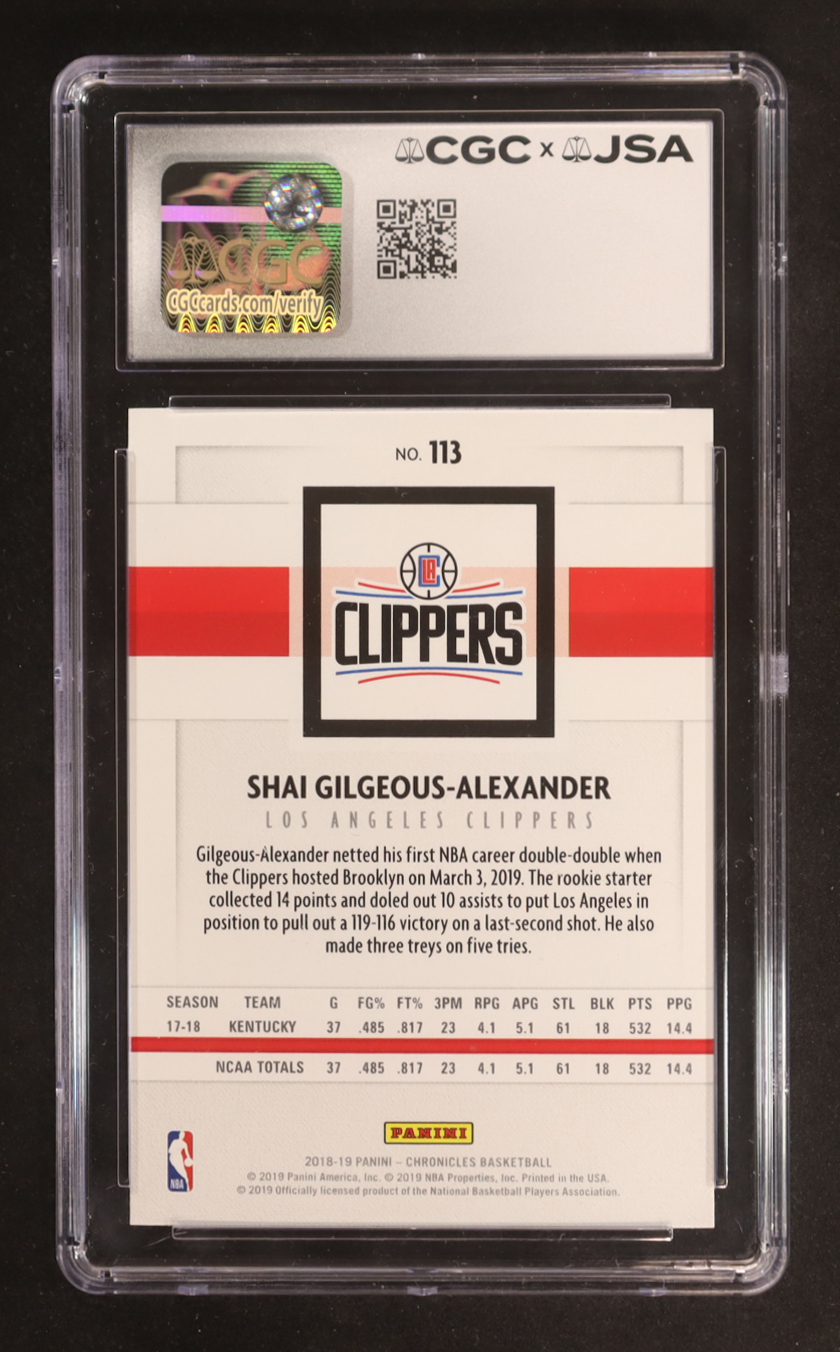 CGC x JSA
CGC
CGCcards.com/verify
NO. 113
LAC
CLIPPERS
SHAI GILGEOUS-ALEXANDER
LOS ANGELES CLIPPERS
Gilgeous-Alexander netted his first NBA career double-double when
the Clippers hosted Brooklyn on March 3, 2019. The rookie starter
collected 14 points and doled out 10 assists to put Los Angeles in
position to pull out a 119-116 victory on a last-second shot. He also
made three treys on five tries.
SEASON TEAM G FG% FT% 3PM RPG APG STL BLK PTS PPG
17-18 KENTUCKY 37 .485 .817 23 4.1 5.1 61 18 532 14.4
NCAA TOTALS 37 .485 .817 23 4.1 5.1 61 18 532 14.4
PANINI
NBA
2018-19 PANINI – CHRONICLES BASKETBALL
© 2019 Panini America, Inc. © 2019 NBA Properties, Inc. Printed in the USA.
© 2019 Officially licensed product of the National Basketball Players Association.